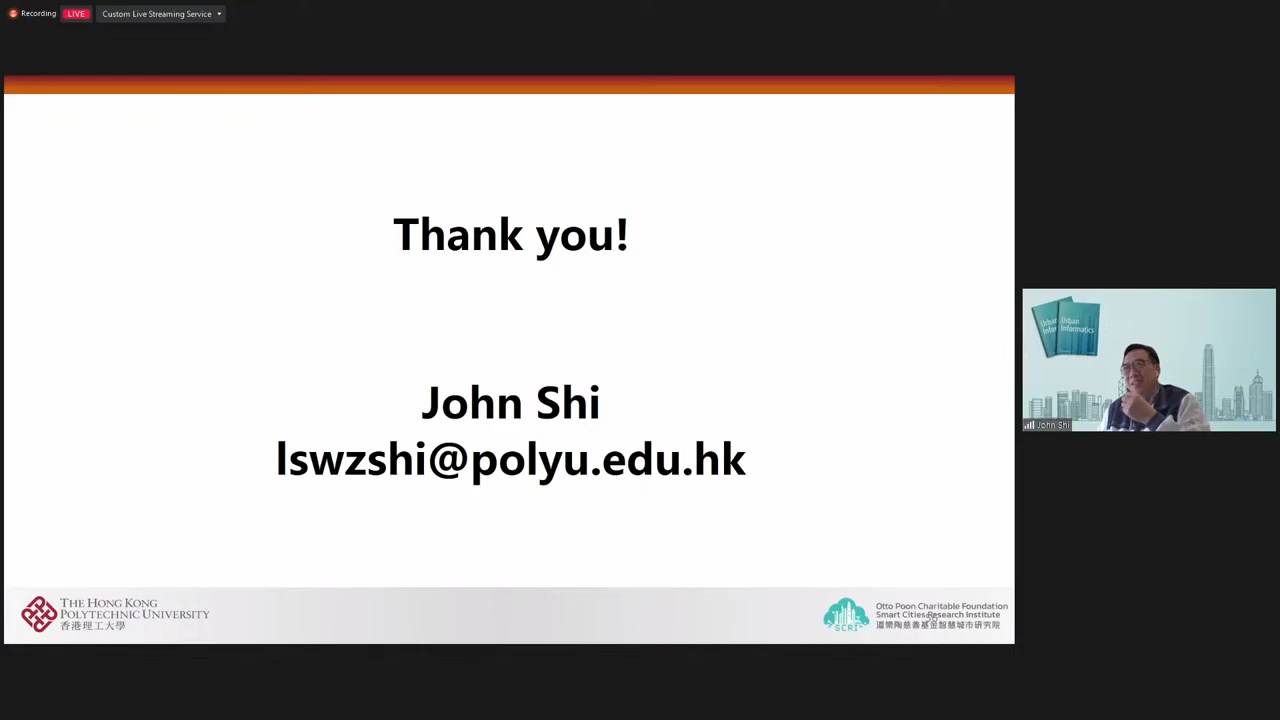 Recording
LIVE
Custom Live Streaming Service
Thank you!
John Shi
lswzshi@polyu.edu.hk
THE HONG KONG
POLYTECHNIC UNIVERSITY
香港理工大學
SCRI
Otto Poon Charitable Foundation
Smart Cities Research Institute
潘樂陶慈善基金智慧城市研究院
Urban
Informatics
John Shi